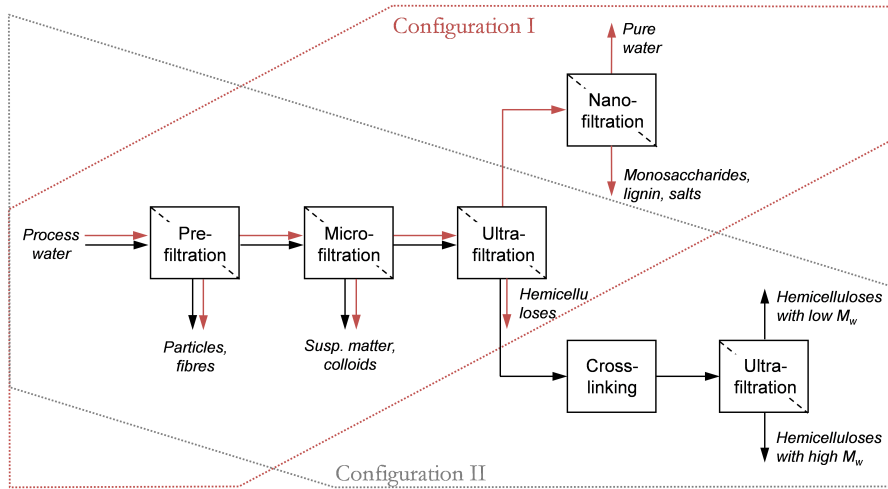 Configuration I
Pure
water
Nano-
filtration
Monosaccharides,
lignin, salts
Process
water
Pre-
filtration
Micro-
filtration
Ultra-
filtration
Particles,
fibres
Susp. matter,
colloids
Hemicellu
loses
Cross-
linking
Ultra-
filtration
Hemicelluloses
with low Mw
Hemicelluloses
with high Mw
Configuration II